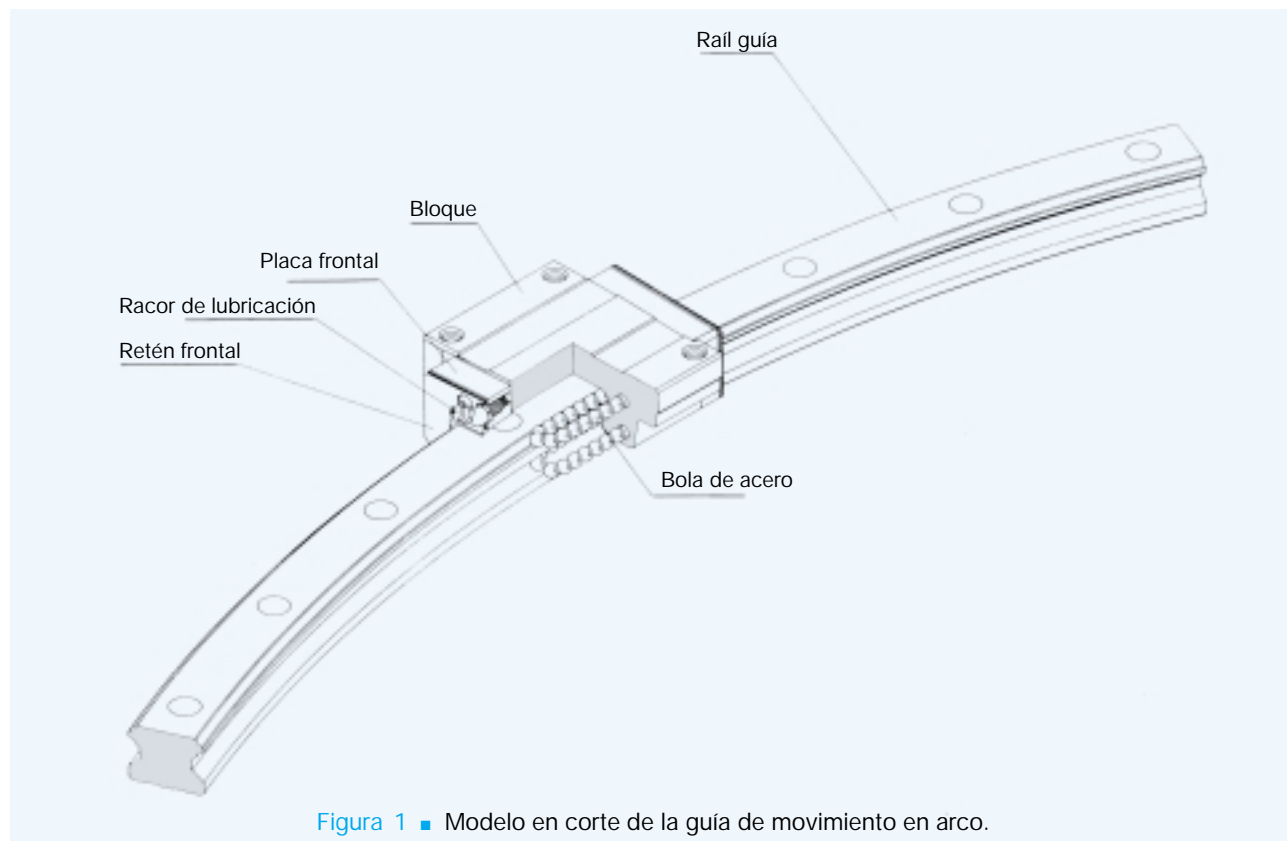 Raíl guía
Bloque
Placa frontal
Racor de lubricación
Retén frontal
Bola de acero
Figura 1 ■ Modelo en corte de la guía de movimiento en arco.